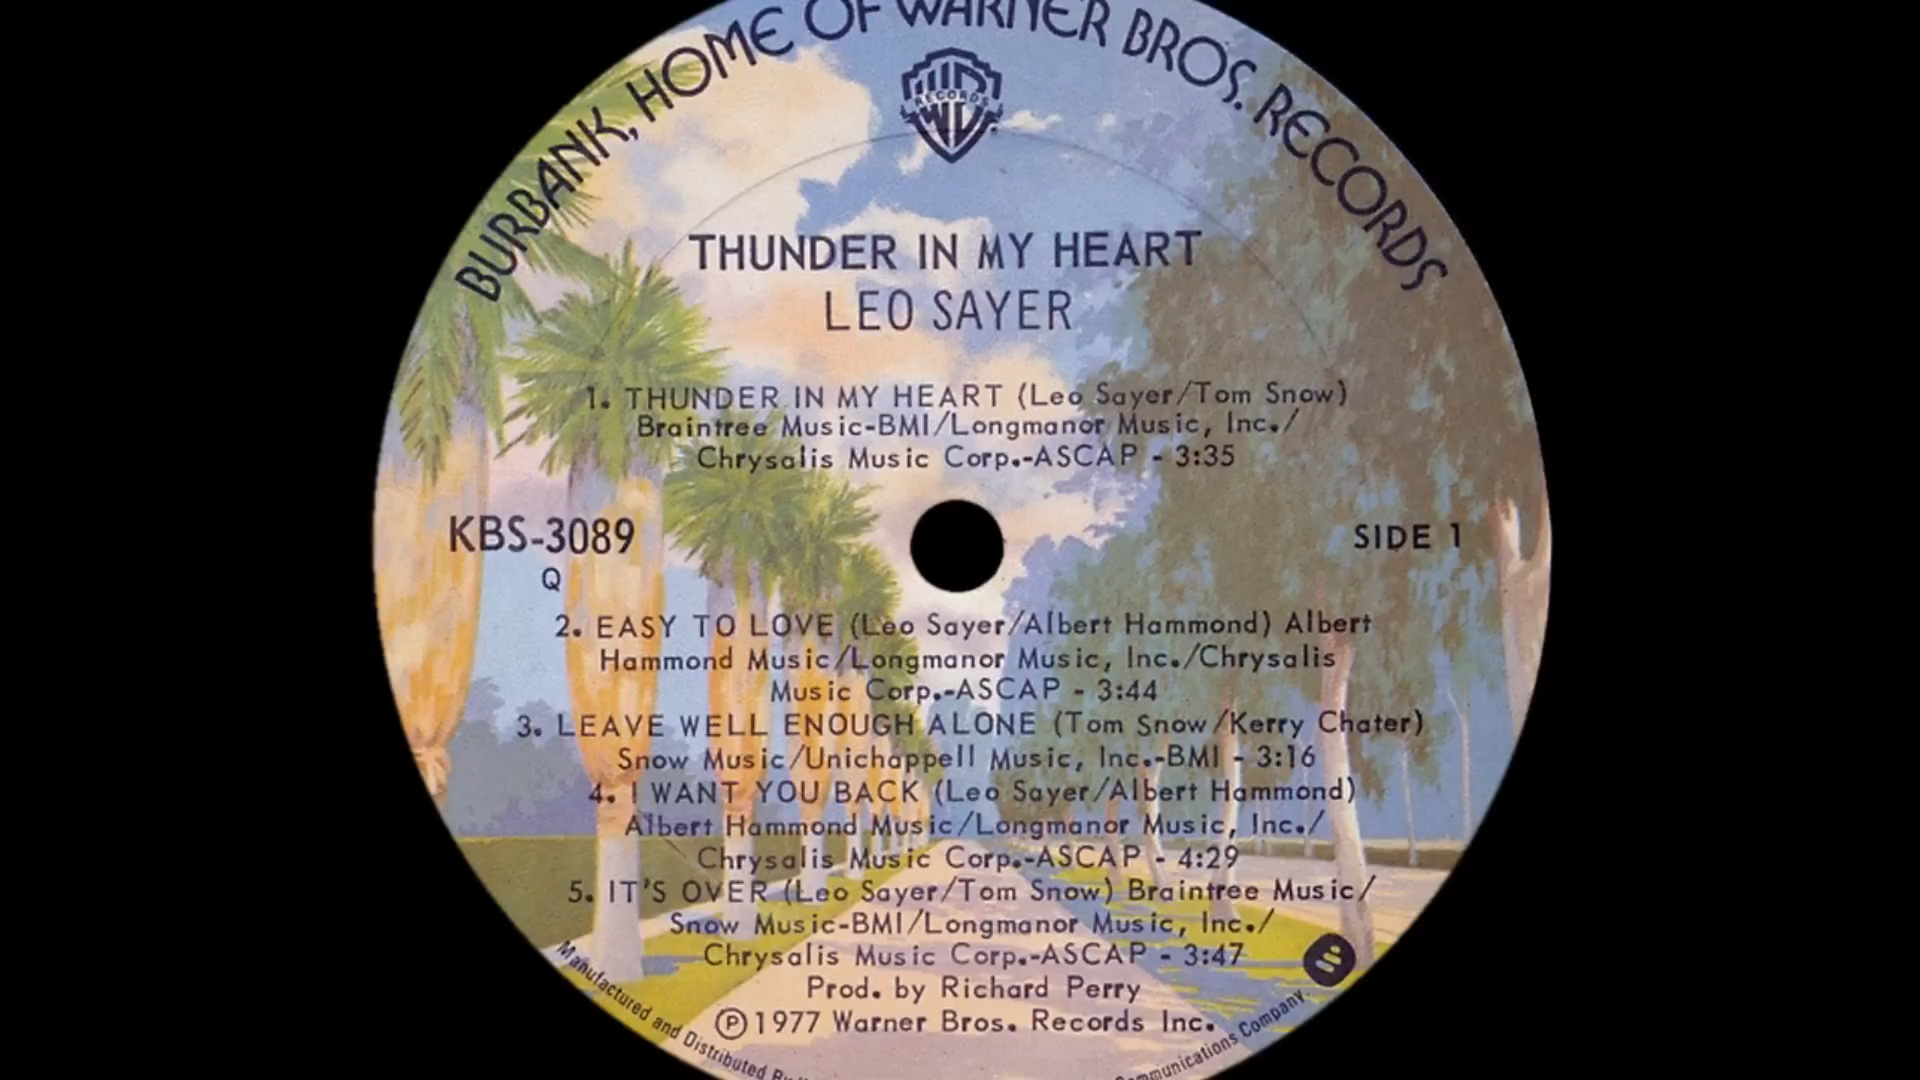 BURBANK, HOME OF WARNER BROS. RECORDS
RECORDS
THUNDER IN MY HEART
LEO SAYER
1. THUNDER IN MY HEART (Leo Sayer/Tom Snow)
Braintree Music-BMI/Longmanor Music, Inc./
Chrysalis Music Corp.-ASCAP - 3:35
KBS-3089
SIDE 1
Q
2. EASY TO LOVE (Leo Sayer/Albert Hammond) Albert
Hammond Music/Longmanor Music, Inc./Chrysalis
Music Corp.-ASCAP - 3:44
3. LEAVE WELL ENOUGH ALONE (Tom Snow/Kerry Chater)
Snow Music/Unichappell Music, Inc.-BMI - 3:16
4. I WANT YOU BACK (Leo Sayer/Albert Hammond)
Albert Hammond Music/Longmanor Music, Inc./
Chrysalis Music Corp.-ASCAP - 4:29
5. IT'S OVER (Leo Sayer/Tom Snow) Braintree Music/
Snow Music-BMI/Longmanor Music, Inc./
Chrysalis Music Corp.-ASCAP - 3:47
Prod. by Richard Perry
Ⓟ1977 Warner Bros. Records Inc.
Manufactured and Distributed
Communications Company.